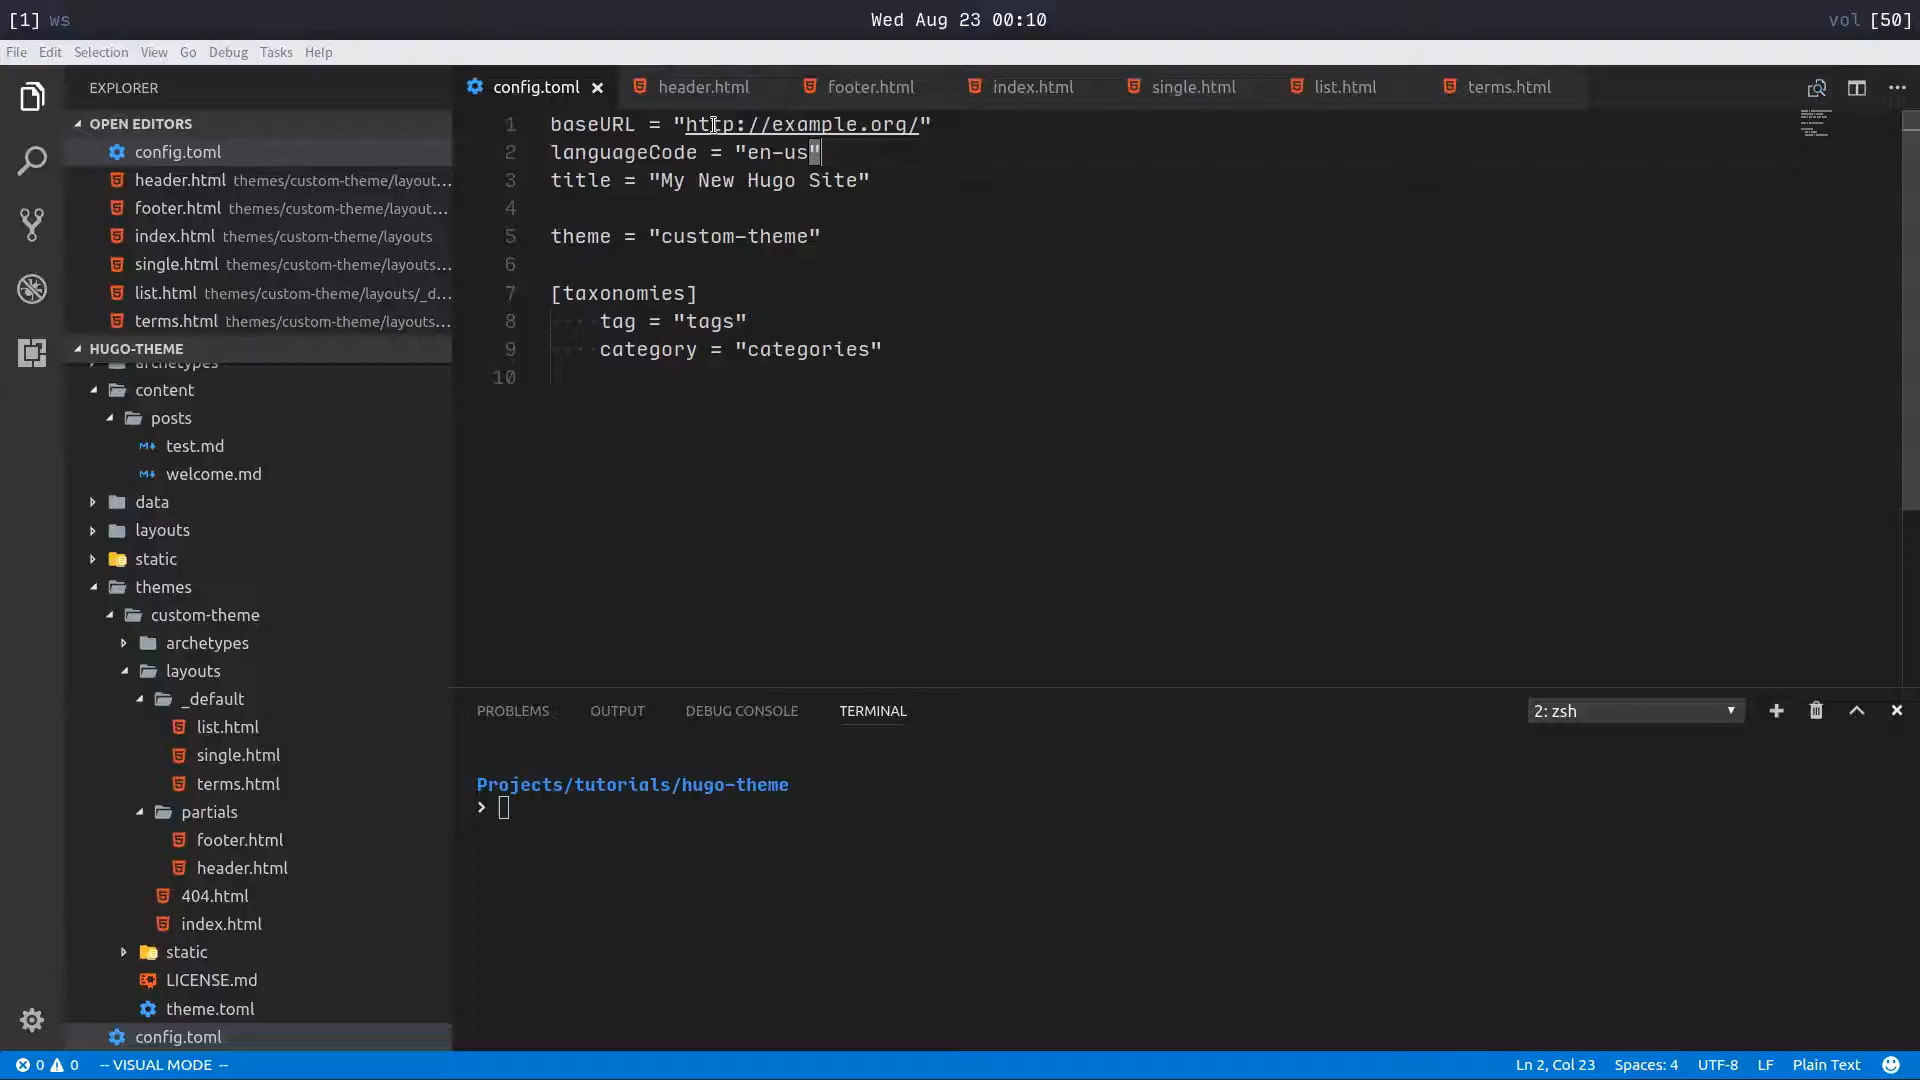 [1] ws
Wed Aug 23 00:10
vol [50]
File Edit Selection View Go Debug Tasks Help
EXPLORER
OPEN EDITORS
config.toml
header.html themes/custom-theme/layout...
footer.html themes/custom-theme/layout...
index.html themes/custom-theme/layouts
single.html themes/custom-theme/layouts...
list.html themes/custom-theme/layouts/_d...
terms.html themes/custom-theme/layouts...
HUGO-THEME
archetypes
content
posts
test.md
welcome.md
data
layouts
static
themes
custom-theme
archetypes
layouts
_default
list.html
single.html
terms.html
partials
footer.html
header.html
404.html
index.html
static
LICENSE.md
theme.toml
config.toml
config.toml header.html footer.html index.html single.html list.html terms.html
1 baseURL = "http://example.org/"
2 languageCode = "en-us"
3 title = "My New Hugo Site"
4
5 theme = "custom-theme"
6
7 [taxonomies]
8 tag = "tags"
9 category = "categories"
10
PROBLEMS OUTPUT DEBUG CONSOLE TERMINAL
2: zsh
Projects/tutorials/hugo-theme
>
0 0 -- VISUAL MODE --
Ln 2, Col 23 Spaces: 4 UTF-8 LF Plain Text